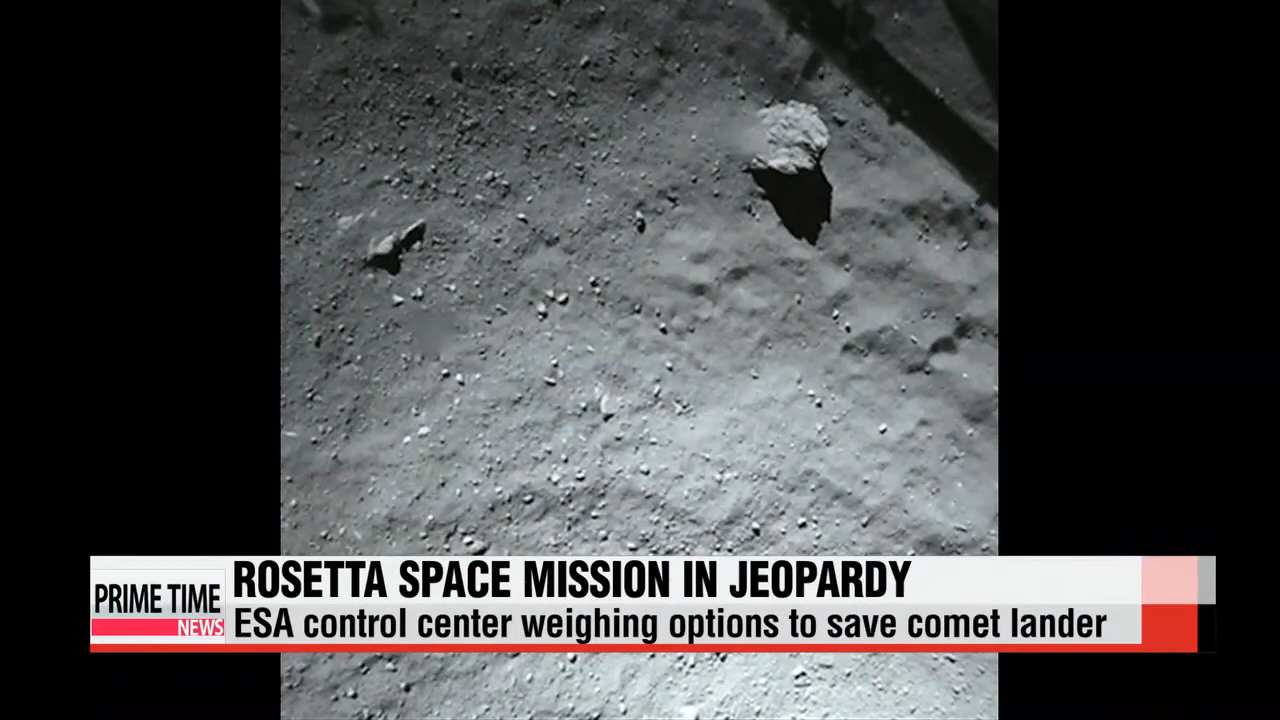 PRIME TIME
NEWS
ROSETTA SPACE MISSION IN JEOPARDY
ESA control center weighing options to save comet lander